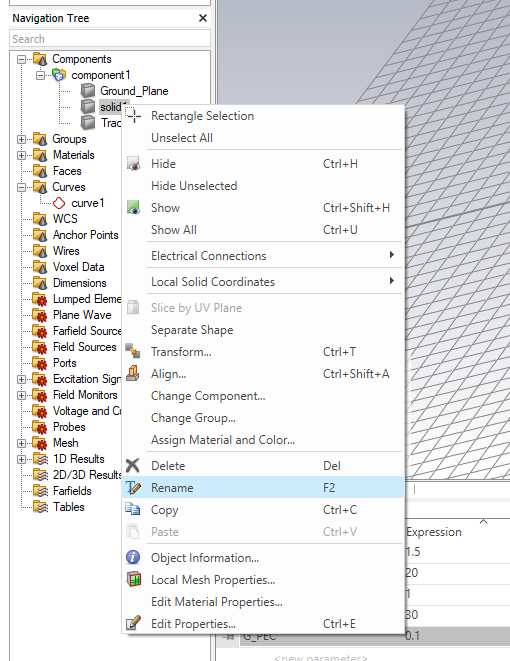 Navigation Tree
Search
Components
component1
Ground_Plane
solid1
Trac
Groups
Materials
Faces
Curves
curve1
WCS
Anchor Points
Wires
Voxel Data
Dimensions
Lumped Eleme
Plane Wave
Farfield Source
Field Sources
Ports
Excitation Sign
Field Monitors
Voltage and Cu
Probes
Mesh
1D Results
2D/3D Results
Farfields
Tables
Rectangle Selection
Unselect All
Hide Ctrl+H
Hide Unselected
Show Ctrl+Shift+H
Show All Ctrl+U
Electrical Connections
Local Solid Coordinates
Slice by UV Plane
Separate Shape
Transform... Ctrl+T
Align... Ctrl+Shift+A
Change Component...
Change Group...
Assign Material and Color...
Delete Del
Rename F2
Copy Ctrl+C
Paste Ctrl+V
Object Information...
Local Mesh Properties...
Edit Material Properties...
Edit Properties... Ctrl+E
Expression
1.5
20
1
30
G_PEC 0.1
<new parameter>